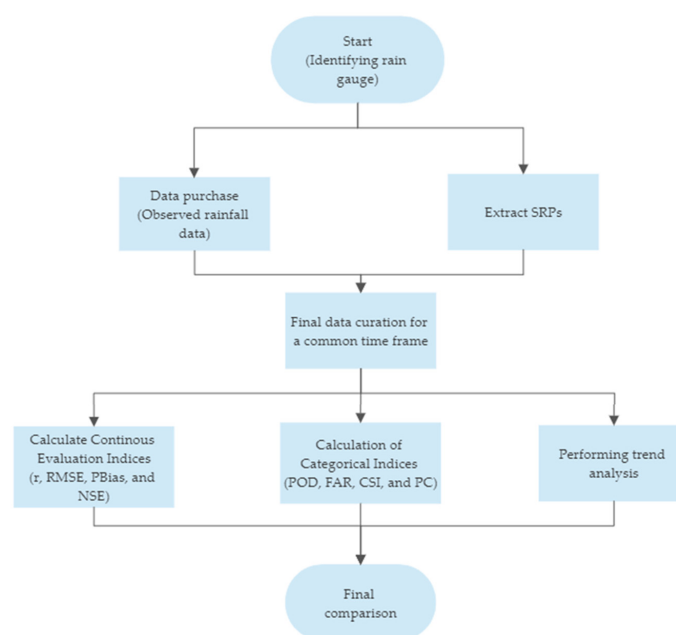 Start
(Identifying rain
gauge)
Data purchase
(Observed rainfall
data)
Extract SRPs
Final data curation for
a common time frame
Calculate Continous
Evaluation Indices
(r, RMSE, PBias, and
NSE)
Calculation of
Categorical Indices
(POD, FAR, CSI, and PC)
Performing trend
analysis
Final
comparison